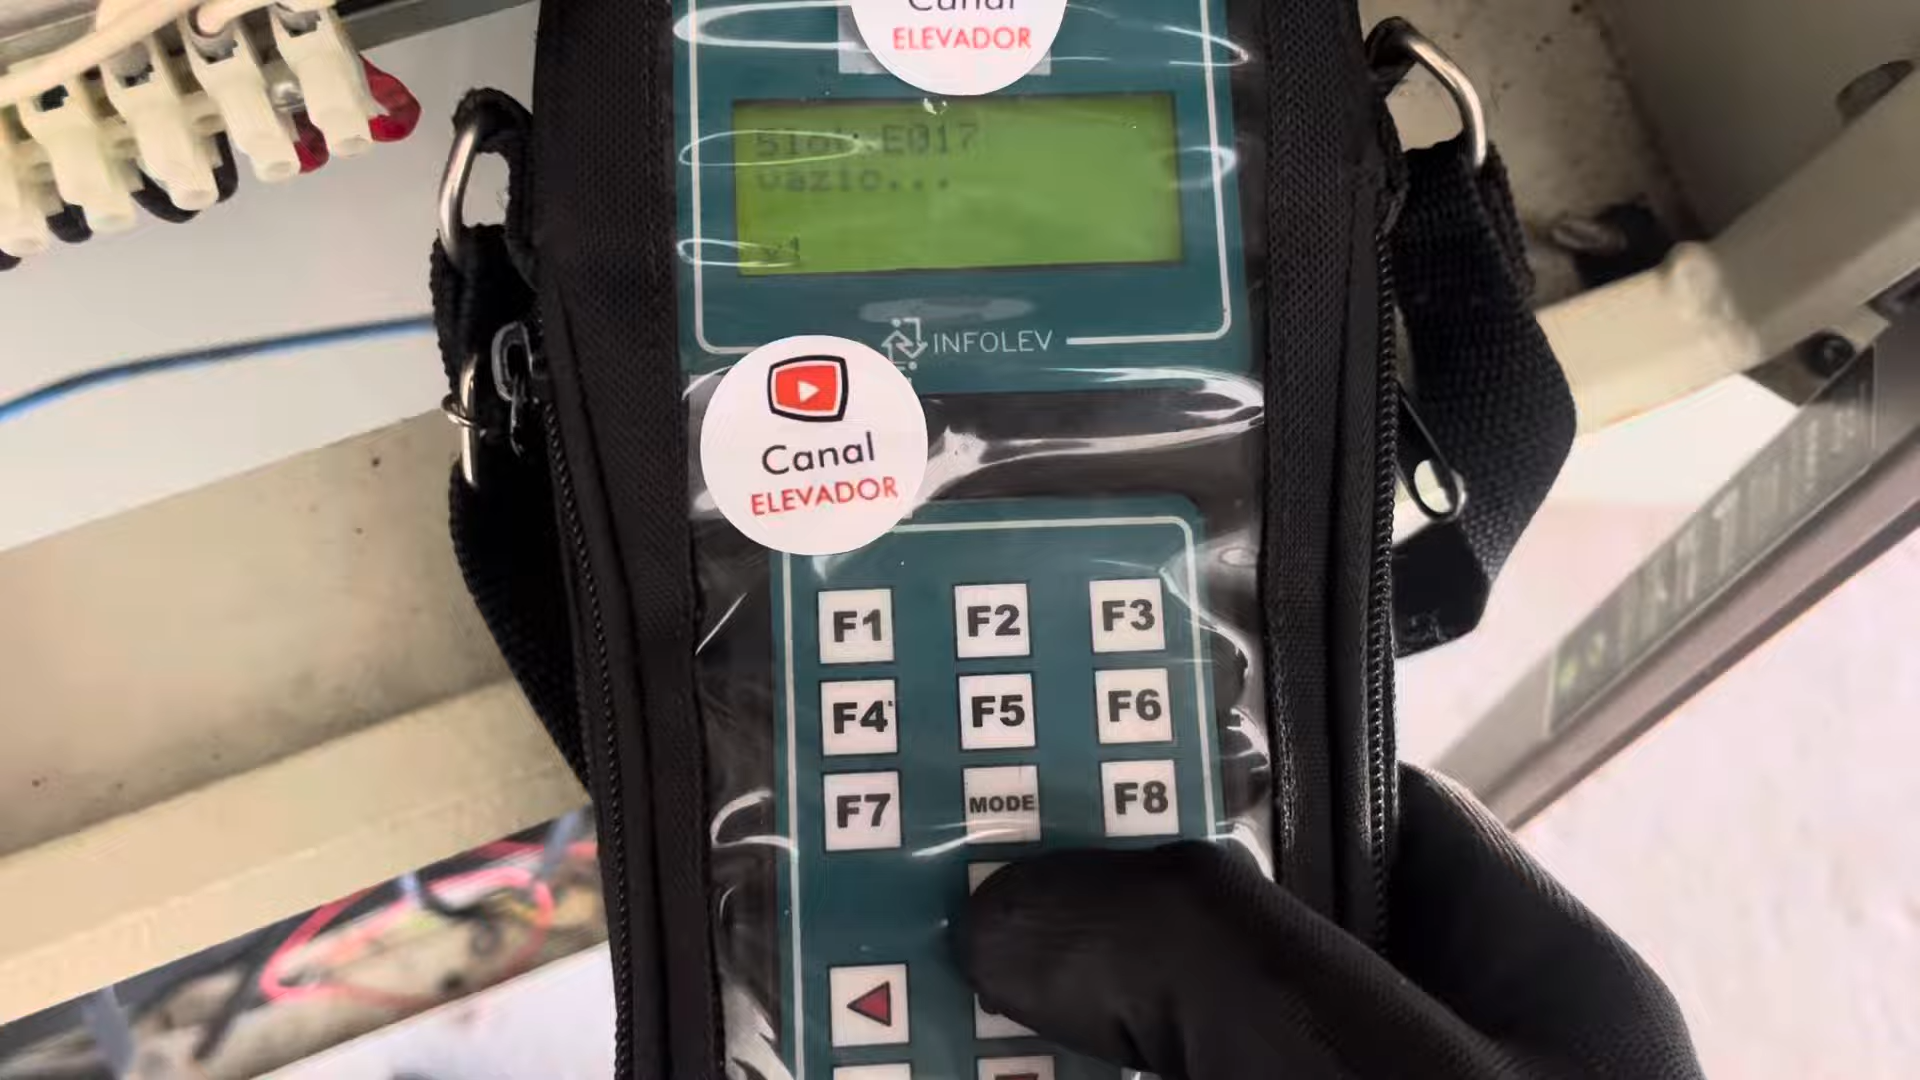 Canal
ELEVADOR
Slot.E017
vazio...
INFOLEV
Canal
ELEVADOR
F1 F2 F3
F4 F5 F6
F7 MODE F8